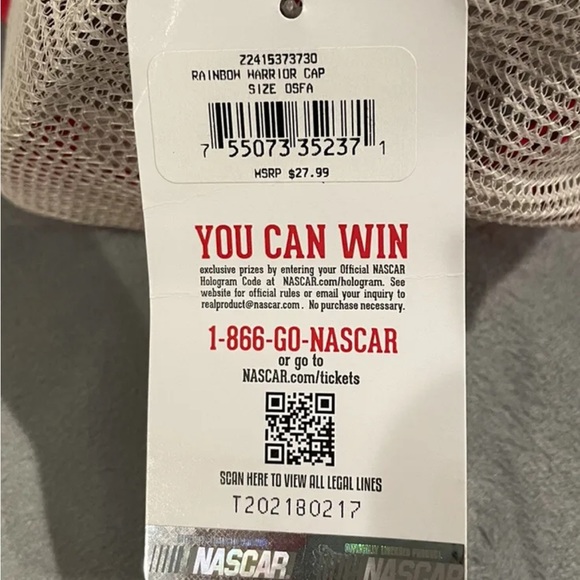 Z2415373730
RAINBOW WARRIOR CAP
SIZE OSFA
7 55073 35237 1
MSRP $27.99
YOU CAN WIN
exclusive prizes by entering your Official NASCAR
Hologram Code at NASCAR.com/hologram. See
website for official rules or email your inquiry to
realproduct@nascar.com . No purchase necessary.
1-866-GO-NASCAR
or go to
NASCAR.com/tickets
SCAN HERE TO VIEW ALL LEGAL LINES
T202180217
NASCAR
OFFICIALLY LICENSED PRODUCT